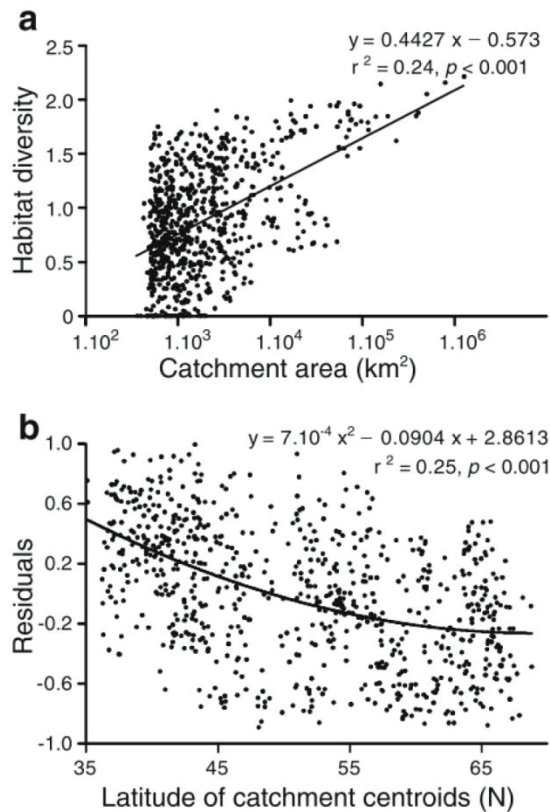 a
y = 0.4427 x − 0.573
r² = 0.24, p < 0.001
Habitat diversity
2.5
2.0
1.5
1.0
0.5
0
1.10² 1.10³ 1.10⁴ 1.10⁵ 1.10⁶
Catchment area (km²)
b
y = 7.10⁻⁴ x² − 0.0904 x + 2.8613
r² = 0.25, p < 0.001
Residuals
1.0
0.6
0.2
-0.2
-0.6
-1.0
35 45 55 65
Latitude of catchment centroids (N)